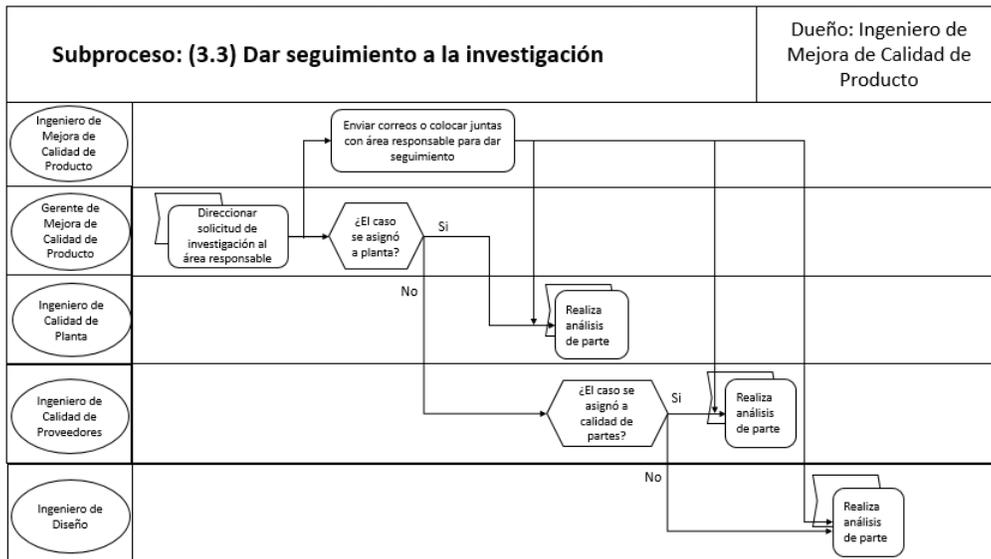 Subproceso: (3.3) Dar seguimiento a la investigación
Dueño: Ingeniero de
Mejora de Calidad de
Producto
Ingeniero de
Mejora de
Calidad de
Producto
Enviar correos o colocar juntas
con área responsable para dar
seguimiento
Gerente de
Mejora de
Calidad de
Producto
Direccionar
solicitud de
investigación al
área responsable
¿El caso
se asignó
a planta?
Si
No
Ingeniero de
Calidad de
Planta
Realiza
análisis
de parte
Ingeniero de
Calidad de
Proveedores
¿El caso se
asignó a
calidad de
partes?
Si
Realiza
análisis
de parte
No
Ingeniero de
Diseño
Realiza
análisis
de parte